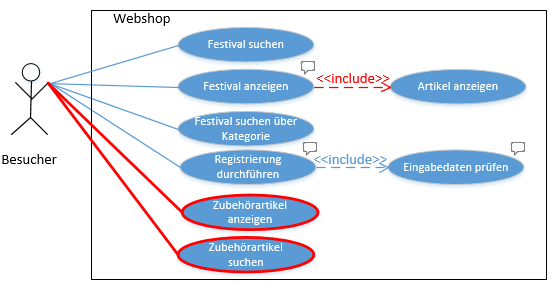 Webshop
Festival suchen
Festival anzeigen
<<include>>
Artikel anzeigen
Festival suchen über
Kategorie
Besucher
Registrierung
durchführen
<<include>>
Eingabedaten prüfen
Zubehörartikel
anzeigen
Zubehörartikel
suchen